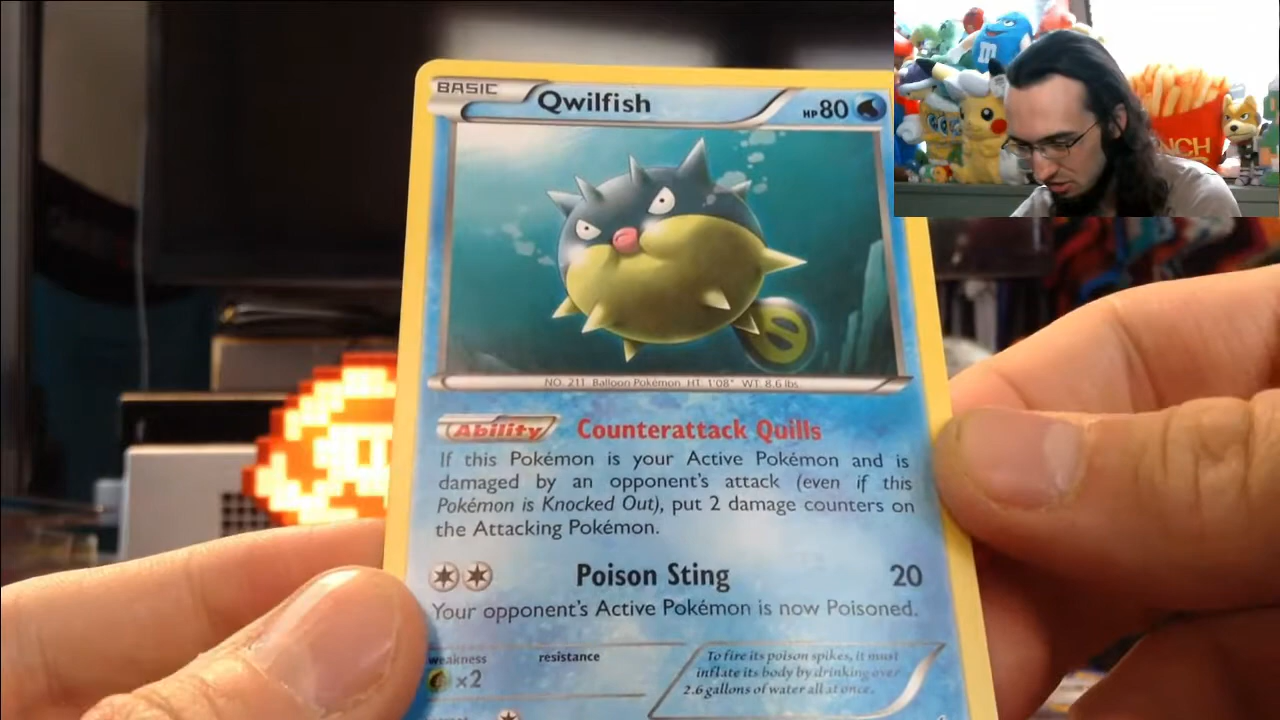 BASIC
Qwilfish
HP80
NO. 211 Balloon Pokémon HT. 1'08" WT. 8.6 lbs.
Ability Counterattack Quills
If this Pokémon is your Active Pokémon and is
damaged by an opponent's attack (even if this
Pokémon is Knocked Out), put 2 damage counters on
the Attacking Pokémon.
Poison Sting 20
Your opponent's Active Pokémon is now Poisoned.
weakness
×2
resistance
To fire its poison spikes, it must
inflate its body by drinking over
2.6 gallons of water all at once.
m